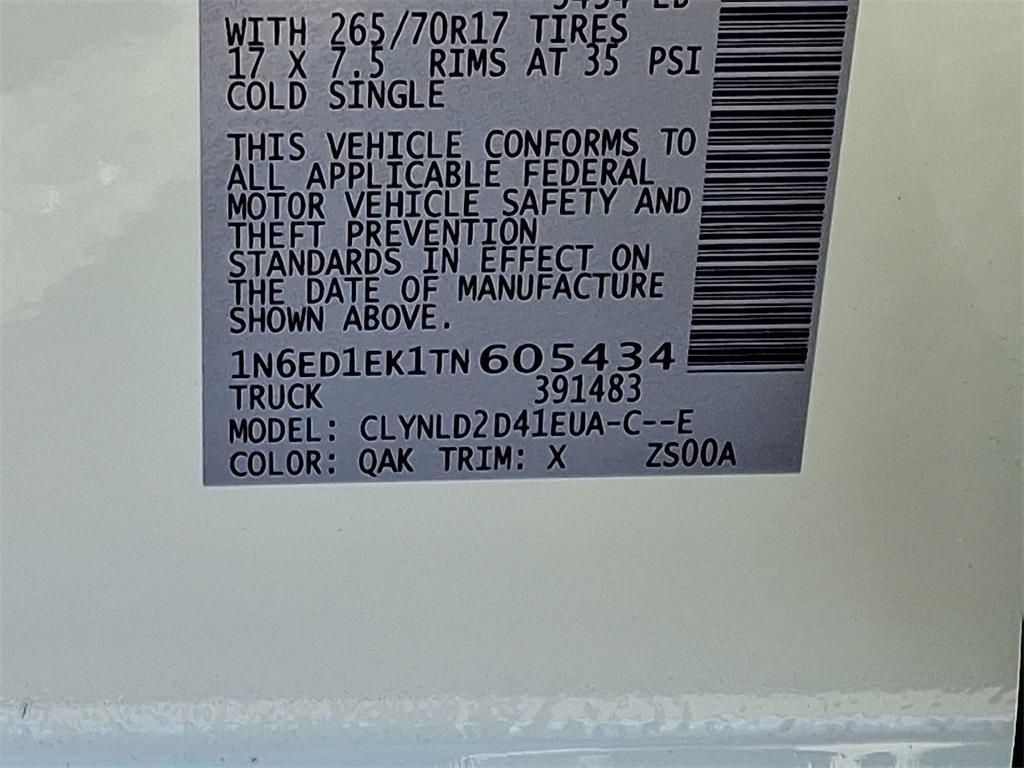 WITH 265/70R17 TIRES
17 X 7.5 RIMS AT 35 PSI
COLD SINGLE
THIS VEHICLE CONFORMS TO
ALL APPLICABLE FEDERAL
MOTOR VEHICLE SAFETY AND
THEFT PREVENTION
STANDARDS IN EFFECT ON
THE DATE OF MANUFACTURE
SHOWN ABOVE.
1N6ED1EK1TN605434
TRUCK 391483
MODEL: CLYNLD2D41EUA-C--E
COLOR: QAK TRIM: X ZS00A